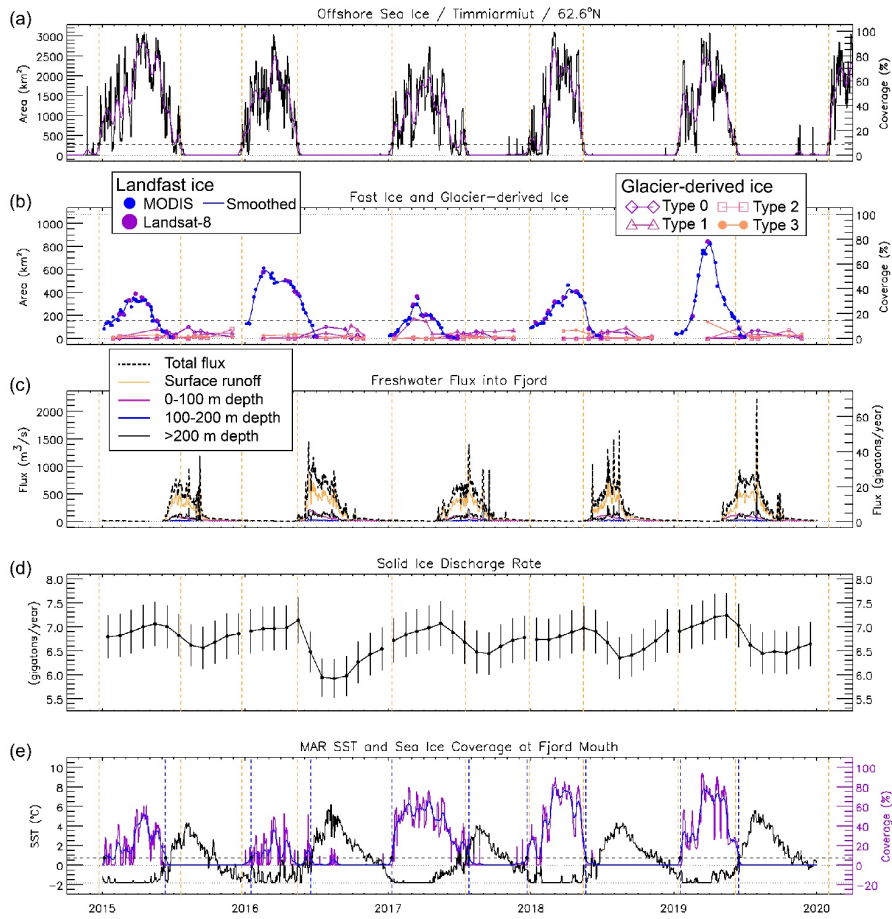 (a)
Offshore Sea Ice / Timmiarmiut / 62.6°N
3000
2500
2000
1500
1000
500
0
Area (km²)
100
80
60
40
20
0
Coverage (%)
(b)
Landfast ice
MODIS
Smoothed
Landsat-8
Fast Ice and Glacier-derived Ice
Glacier-derived ice
Type 0
Type 2
Type 1
Type 3
1000
800
600
400
200
0
Area (km²)
100
80
60
40
20
0
Coverage (%)
(c)
Total flux
Surface runoff
0-100 m depth
100-200 m depth
>200 m depth
Freshwater Flux into Fjord
2000
1500
1000
500
0
Flux (m³/s)
60
40
20
0
Flux (gigatons/year)
(d)
Solid Ice Discharge Rate
8.0
7.5
7.0
6.5
6.0
5.5
(gigatons/year)
8.0
7.5
7.0
6.5
6.0
5.5
(e)
MAR SST and Sea Ice Coverage at Fjord Mouth
10
8
6
4
2
0
−2
SST (°C)
100
80
60
40
20
0
−20
Coverage (%)
2015
2016
2017
2018
2019
2020